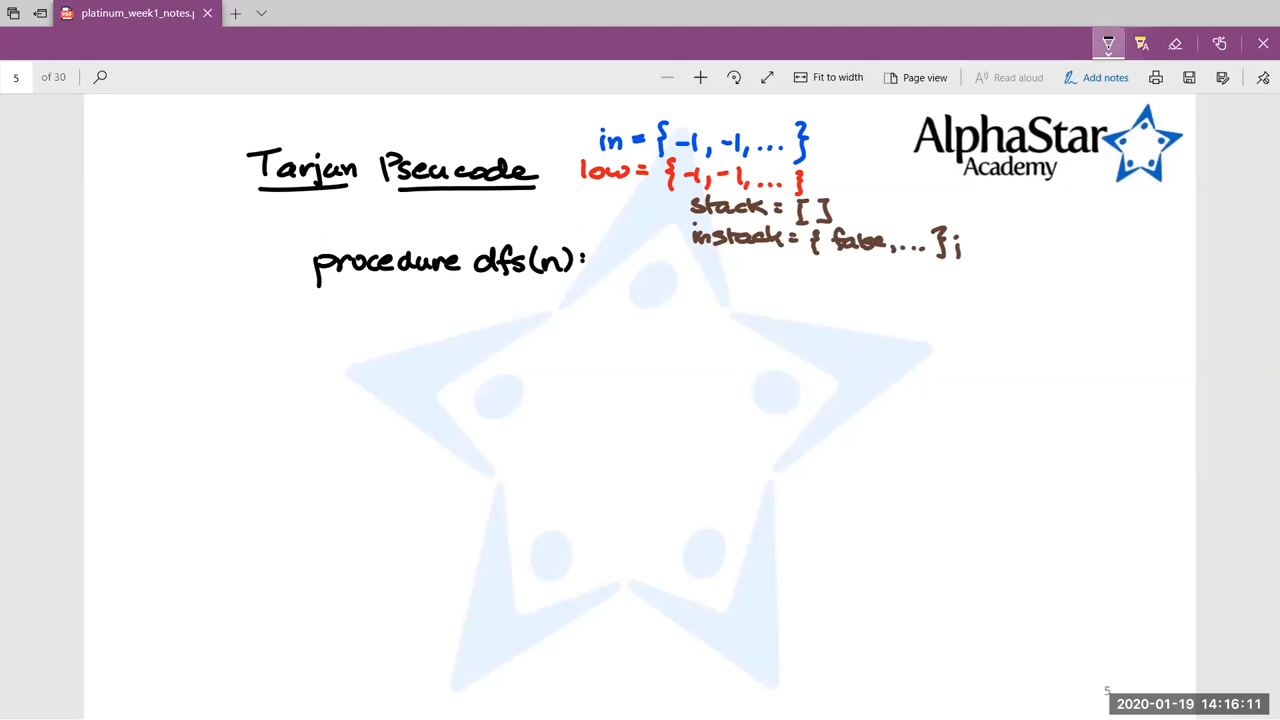 platinum_week1_notes.p
5 of 30
Fit to width
Page view
Read aloud
Add notes
AlphaStar
Academy
in = { -1, -1, ... }
Tarjan Pseucode
low = { -1, -1, ... }
stack = [ ]
instack = { false, ... };
procedure dfs(n):
5
2020-01-19 14:16:11